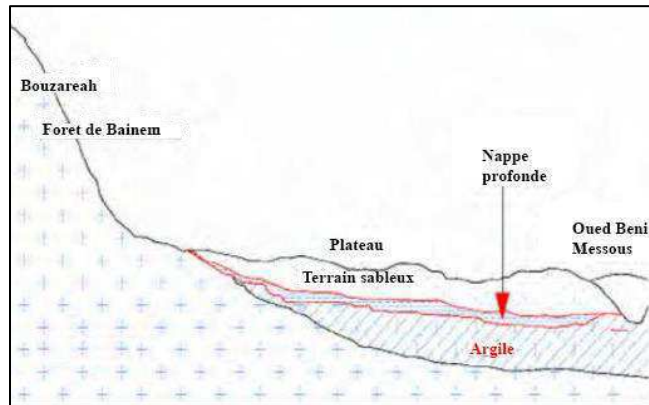 Bouzareah
Foret de Bainem
Nappe
profonde
Oued Beni
Messous
Plateau
Terrain sableux
Argile